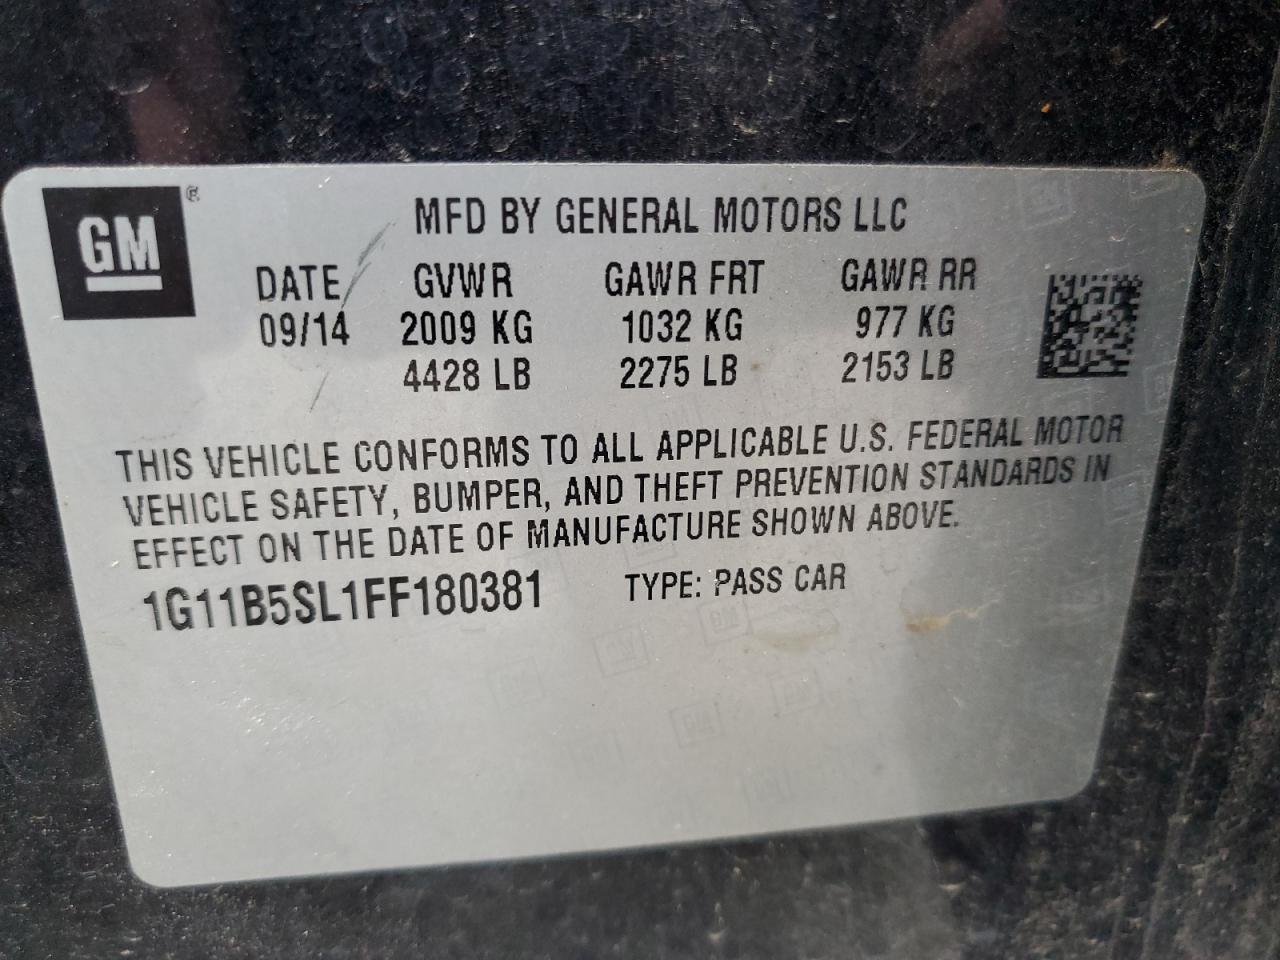 GM ®
MFD BY GENERAL MOTORS LLC
DATE GVWR GAWR FRT GAWR RR
09/14 2009 KG 1032 KG 977 KG
4428 LB 2275 LB 2153 LB
THIS VEHICLE CONFORMS TO ALL APPLICABLE U.S. FEDERAL MOTOR
VEHICLE SAFETY, BUMPER, AND THEFT PREVENTION STANDARDS IN
EFFECT ON THE DATE OF MANUFACTURE SHOWN ABOVE.
1G11B5SL1FF180381 TYPE: PASS CAR